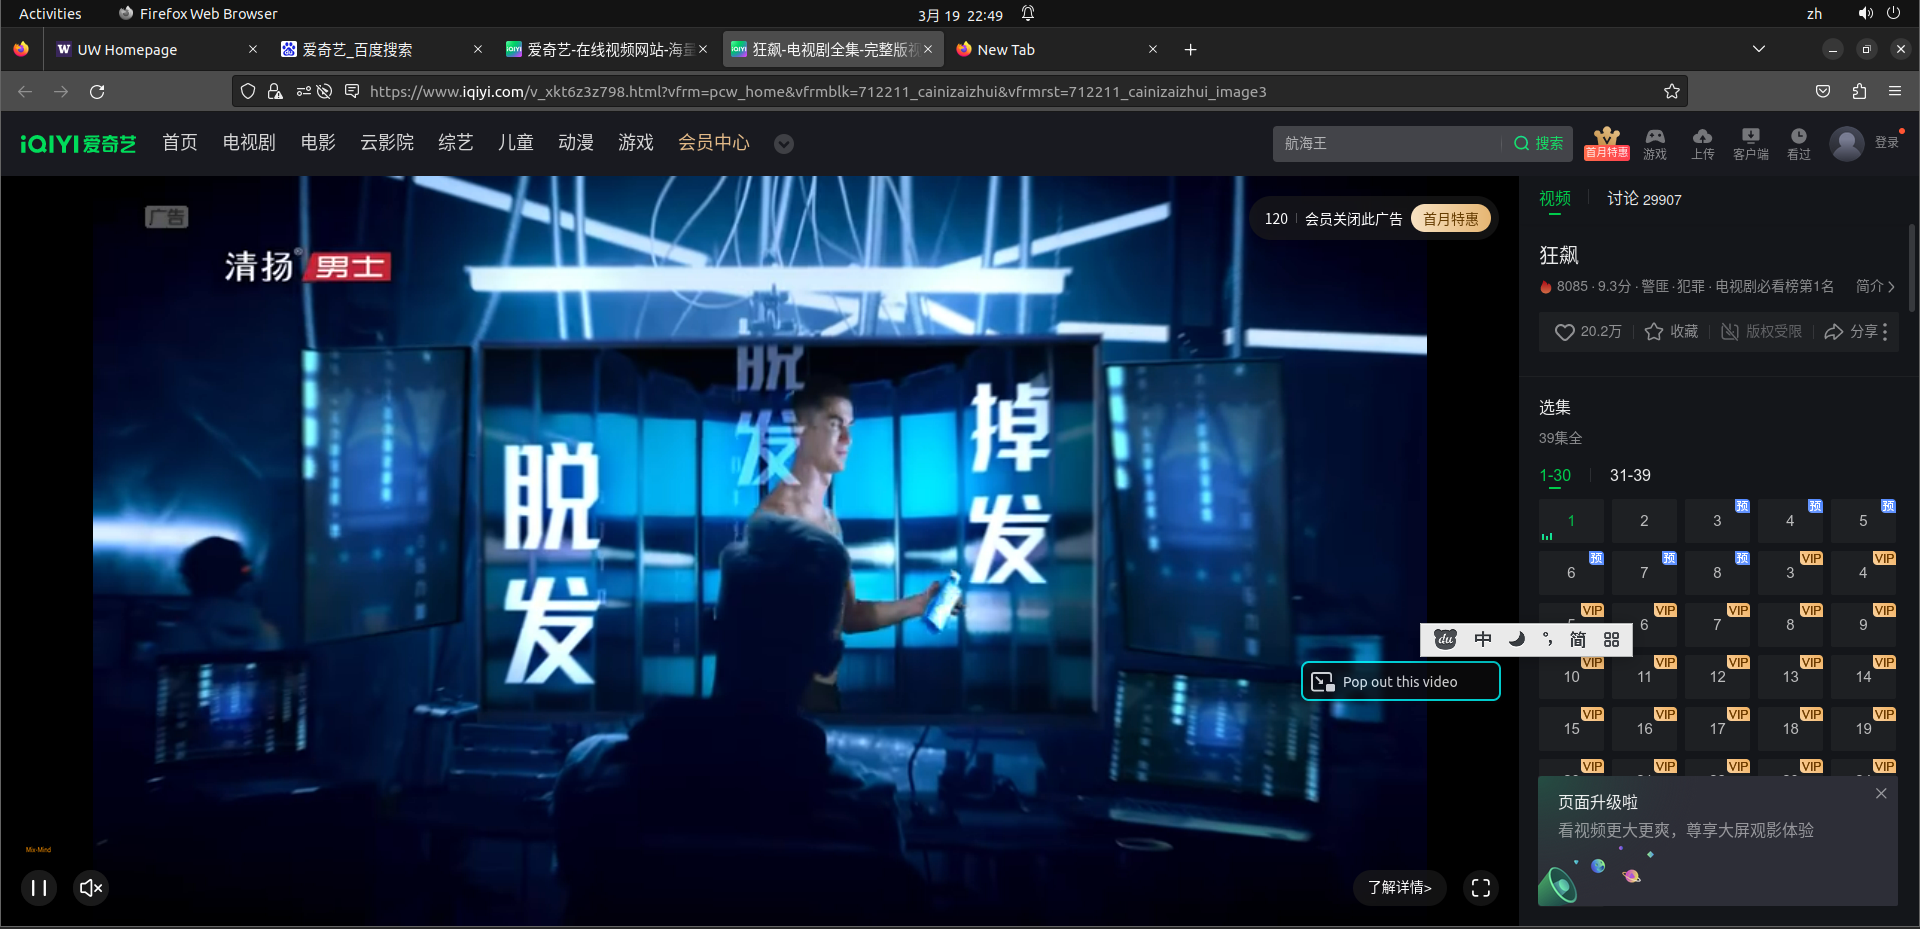 Activities
Firefox Web Browser
3月 19 22:49
zh
UW Homepage
爱奇艺_百度搜索
爱奇艺-在线视频网站-海量
狂飙-电视剧全集-完整版视
New Tab
https://www.iqiyi.com/v_xkt6z3z798.html?vfrm=pcw_home&vfrmblk=712211_cainizaizhui&vfrmrst=712211_cainizaizhui_image3
iQIYI 爱奇艺
首页
电视剧
电影
云影院
综艺
儿童
动漫
游戏
会员中心
航海王
搜索
首月特惠
游戏
上传
客户端
看过
登录
广告
清扬® 男士
120
会员关闭此广告
首月特惠
脱发
脱发
掉发
视频
讨论 29907
狂飙
8085 · 9.3分 · 警匪 · 犯罪 · 电视剧必看榜第1名
简介
20.2万
收藏
版权受限
分享
选集
39集全
1-30
31-39
1 2 3 预 4 预 5 预
6 预 7 预 8 预 3 VIP 4 VIP
5 VIP 6 VIP 7 VIP 8 VIP 9 VIP
du 中 °, 简
10 VIP 11 VIP 12 VIP 13 VIP 14 VIP
Pop out this video
15 VIP 16 VIP 17 VIP 18 VIP 19 VIP
VIP VIP VIP VIP VIP
页面升级啦
看视频更大更爽，尊享大屏观影体验
Mix-Mind
了解详情>